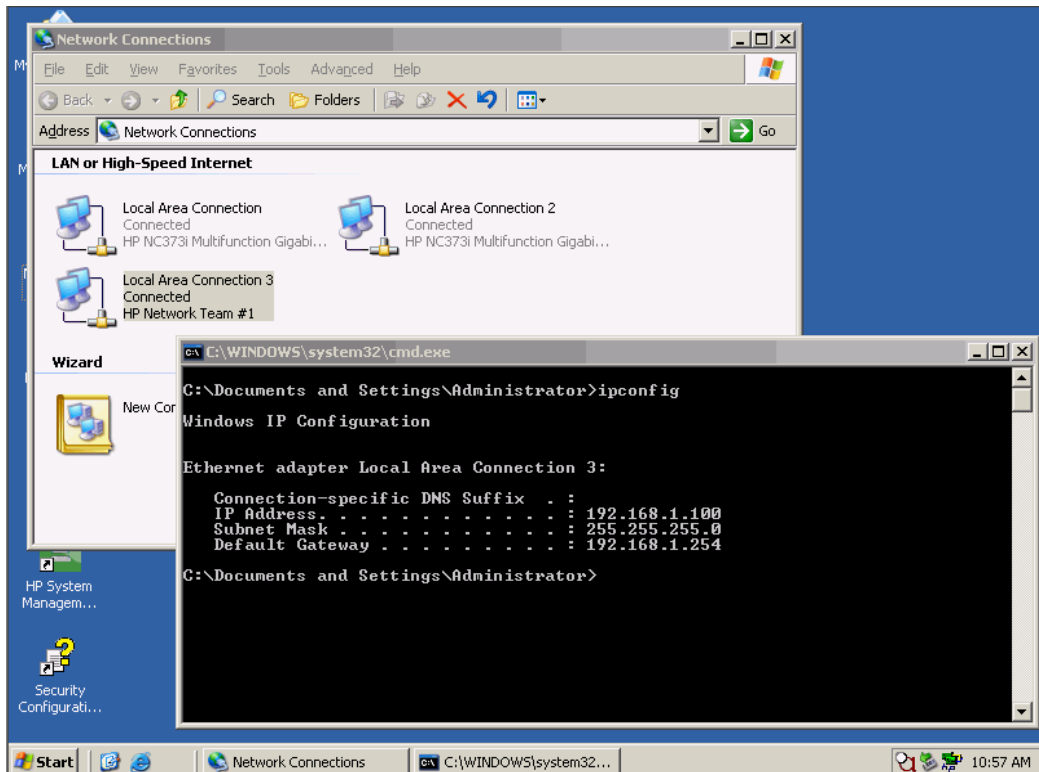 Network Connections
File Edit View Favorites Tools Advanced Help
Back Search Folders
Address Network Connections Go
LAN or High-Speed Internet
Local Area Connection
Connected
HP NC373i Multifunction Gigabi...
Local Area Connection 2
Connected
HP NC373i Multifunction Gigabi...
Local Area Connection 3
Connected
HP Network Team #1
Wizard
New Cor
C:\WINDOWS\system32\cmd.exe
C:\Documents and Settings\Administrator>ipconfig
Windows IP Configuration
Ethernet adapter Local Area Connection 3:
Connection-specific DNS Suffix . :
IP Address. . . . . . . . . . . . : 192.168.1.100
Subnet Mask . . . . . . . . . . . : 255.255.255.0
Default Gateway . . . . . . . . . : 192.168.1.254
C:\Documents and Settings\Administrator>
HP System
Managem...
Security
Configurati...
Start Network Connections C:\WINDOWS\system32... 10:57 AM